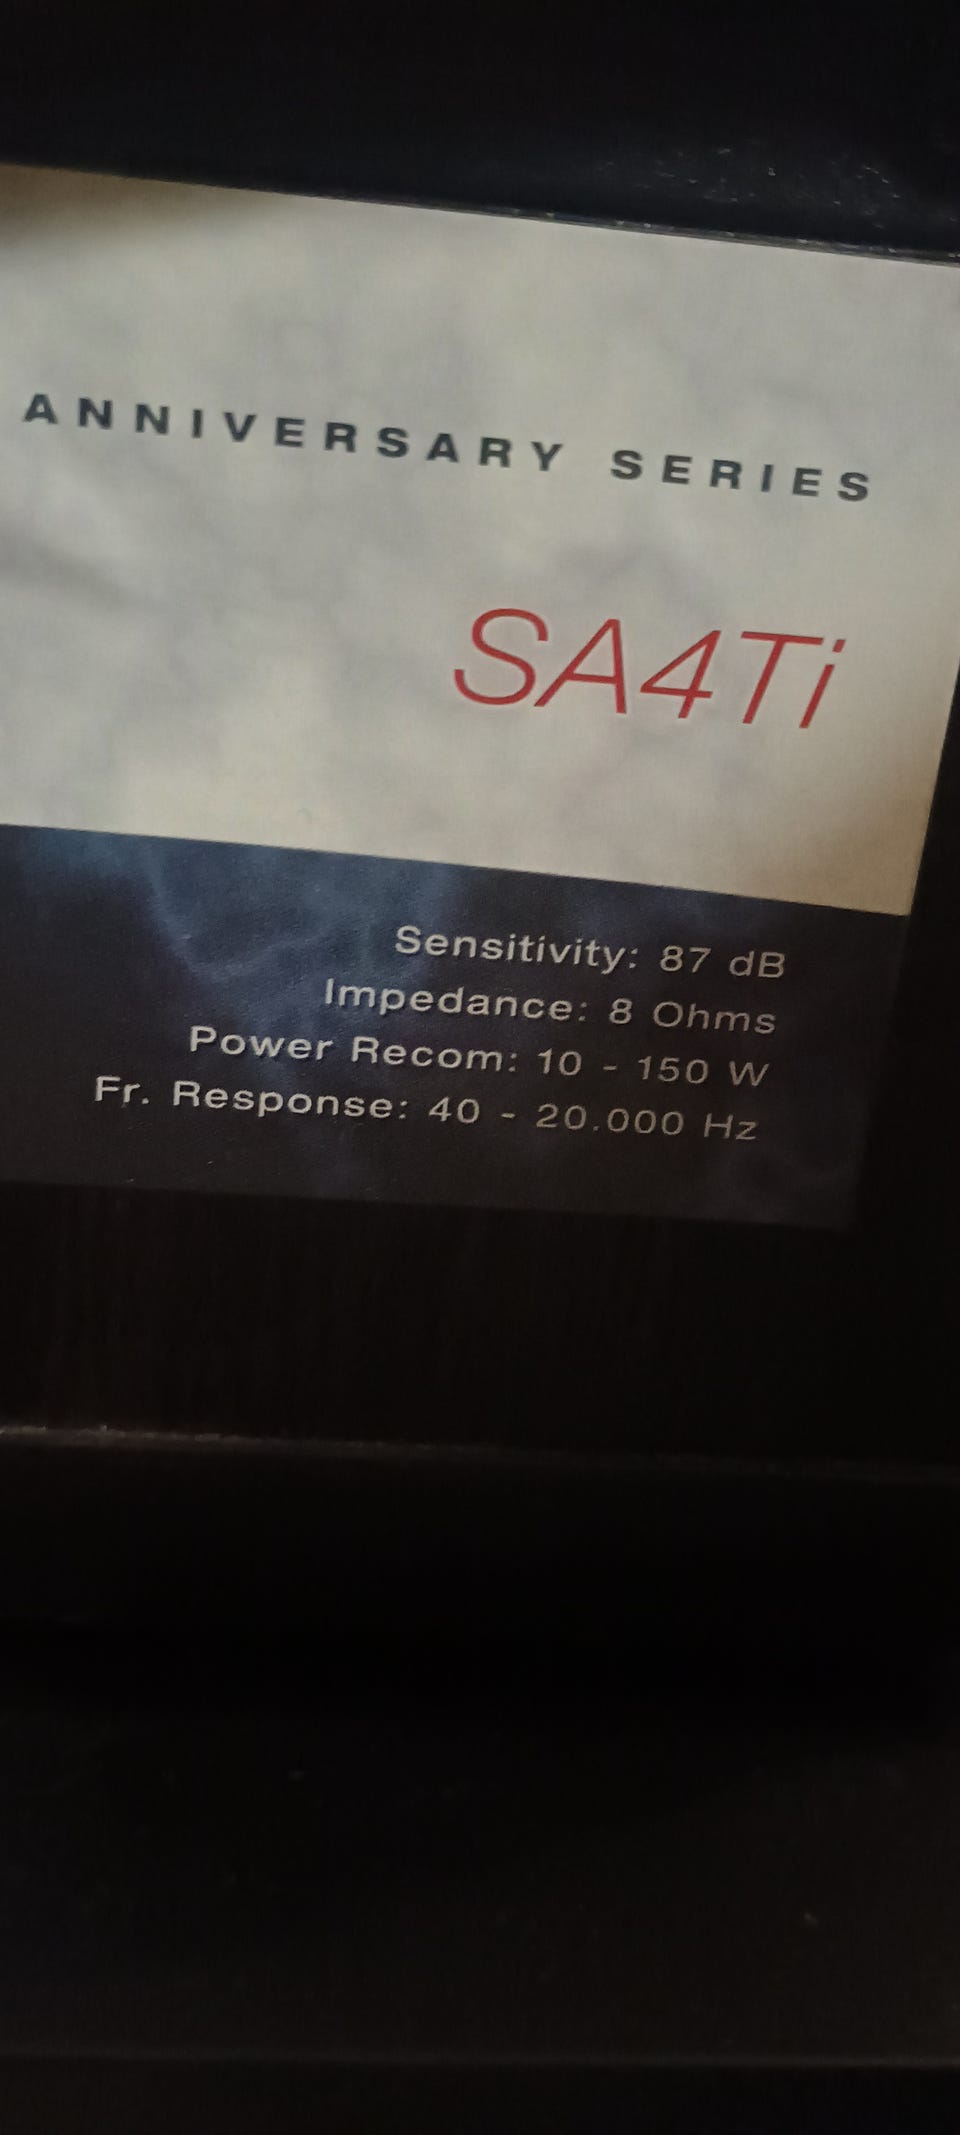 ANNIVERSARY SERIES
SA4Ti
Sensitivity: 87 dB
Impedance: 8 Ohms
Power Recom: 10 - 150 W
Fr. Response: 40 - 20.000 Hz